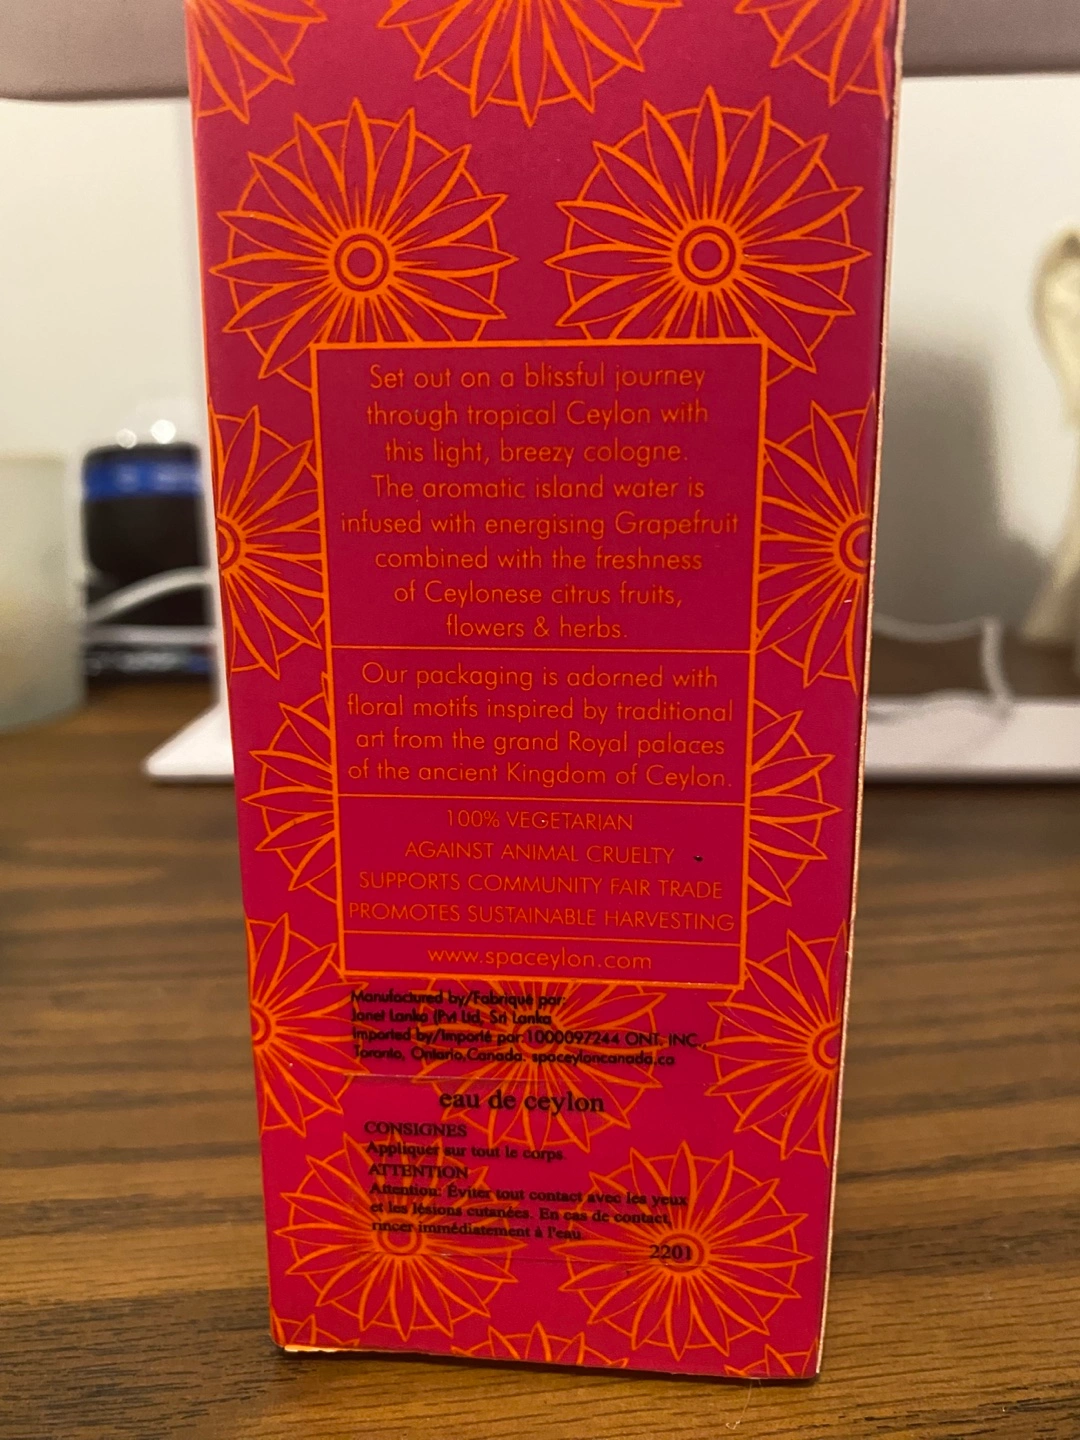 Set out on a blissful journey
through tropical Ceylon with
this light, breezy cologne.
The aromatic island water is
infused with energising Grapefruit
combined with the freshness
of Ceylonese citrus fruits,
flowers & herbs.
Our packaging is adorned with
floral motifs inspired by traditional
art from the grand Royal palaces
of the ancient Kingdom of Ceylon.
100% VEGETARIAN
AGAINST ANIMAL CRUELTY
SUPPORTS COMMUNITY FAIR TRADE
PROMOTES SUSTAINABLE HARVESTING
www.spaceylon.com
Manufactured by/Fabriqué par:
Janet Lanka (Pvt Ltd, Sri Lanka
Imported by/Importé par:1000097244 ONT. INC.,
Toronto, Ontario,Canada. spaceyloncanada.ca
eau de ceylon
CONSIGNES
Appliquer sur tout le corps.
ATTENTION
Attention: Éviter tout contact avec les yeux
et les lésions cutanées. En cas de contact,
rincer immédiatement à l'eau.
2201